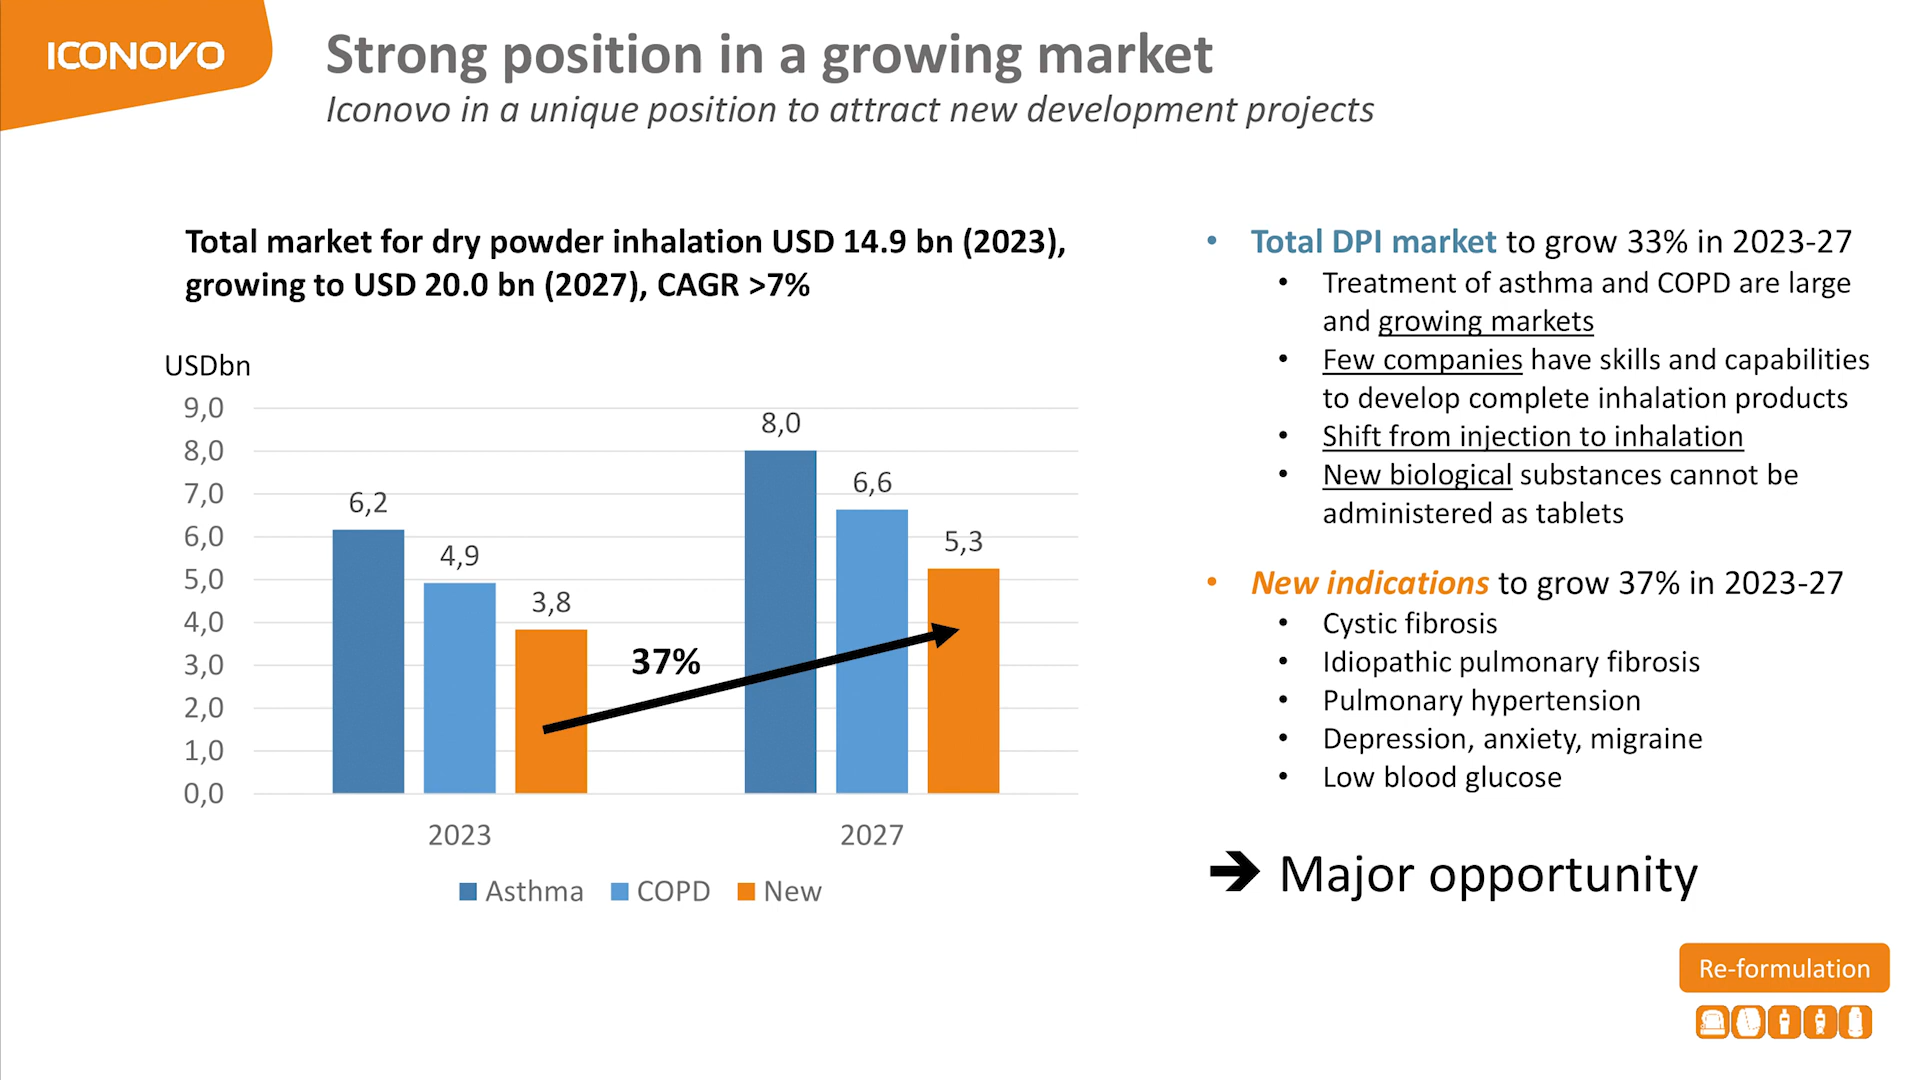 ICONOVO
Strong position in a growing market
Iconovo in a unique position to attract new development projects
Total market for dry powder inhalation USD 14.9 bn (2023),
growing to USD 20.0 bn (2027), CAGR >7%
USDbn
9,0
8,0
7,0
6,0
5,0
4,0
3,0
2,0
1,0
0,0
6,2
4,9
3,8
37%
8,0
6,6
5,3
2023
2027
Asthma
COPD
New
• Total DPI market to grow 33% in 2023-27
• Treatment of asthma and COPD are large
and growing markets
• Few companies have skills and capabilities
to develop complete inhalation products
• Shift from injection to inhalation
• New biological substances cannot be
administered as tablets
• New indications to grow 37% in 2023-27
• Cystic fibrosis
• Idiopathic pulmonary fibrosis
• Pulmonary hypertension
• Depression, anxiety, migraine
• Low blood glucose
➔ Major opportunity
Re-formulation